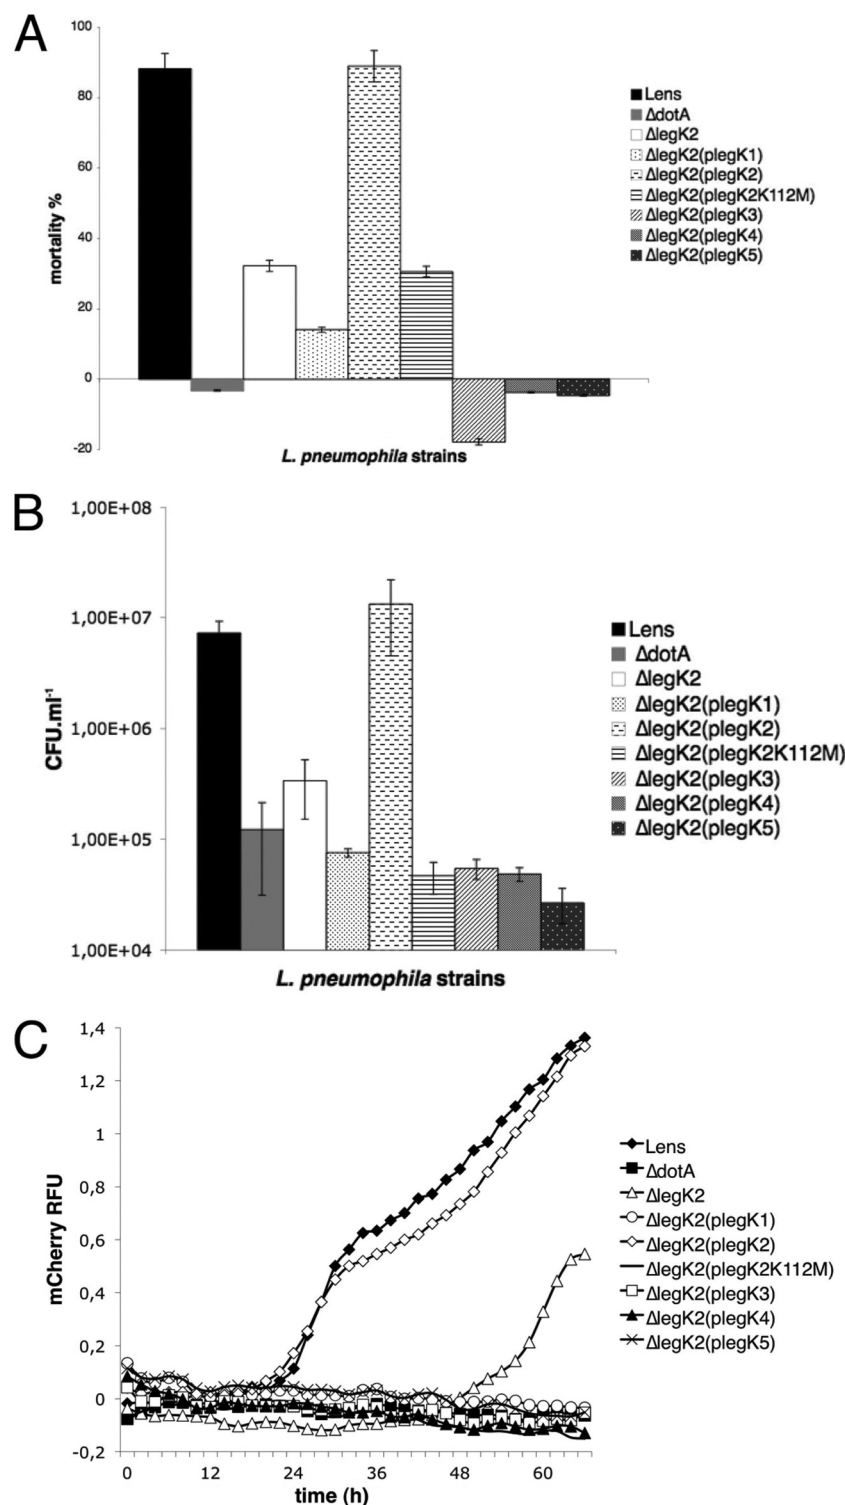 A
100
80
60
40
20
0
-20
mortality %
L. pneumophila strains
Lens
ΔdotA
ΔlegK2
ΔlegK2(plegK1)
ΔlegK2(plegK2)
ΔlegK2(plegK2K112M)
ΔlegK2(plegK3)
ΔlegK2(plegK4)
ΔlegK2(plegK5)
B
1,00E+08
1,00E+07
1,00E+06
1,00E+05
1,00E+04
CFU.ml⁻¹
L. pneumophila strains
Lens
ΔdotA
ΔlegK2
ΔlegK2(plegK1)
ΔlegK2(plegK2)
ΔlegK2(plegK2K112M)
ΔlegK2(plegK3)
ΔlegK2(plegK4)
ΔlegK2(plegK5)
C
1,4
1,2
1
0,8
0,6
0,4
0,2
0
-0,2
mCherry RFU
0 12 24 36 48 60
time (h)
Lens
ΔdotA
ΔlegK2
ΔlegK2(plegK1)
ΔlegK2(plegK2)
ΔlegK2(plegK2K112M)
ΔlegK2(plegK3)
ΔlegK2(plegK4)
ΔlegK2(plegK5)